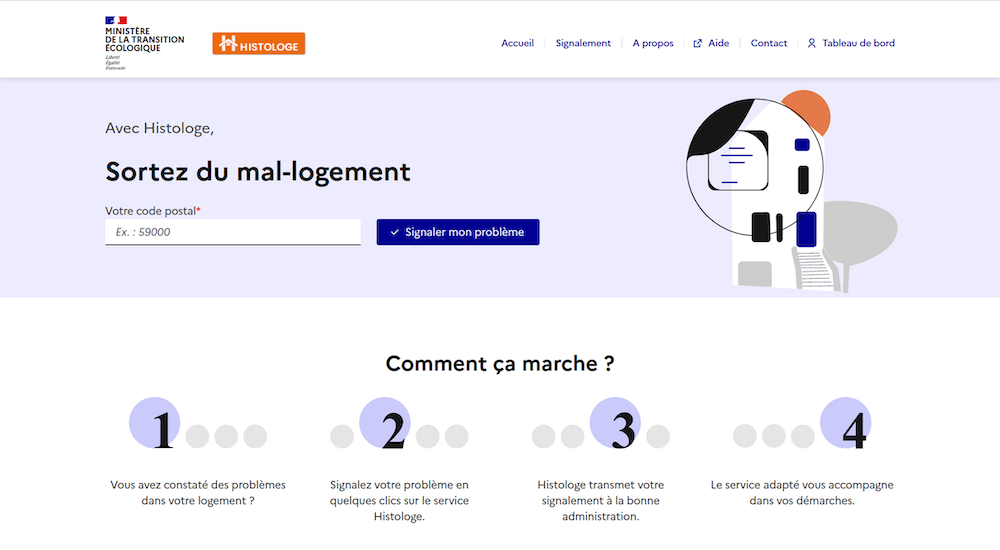 MINISTÈRE
DE LA TRANSITION
ÉCOLOGIQUE
Liberté
Égalité
Fraternité
HISTOLOGE
Accueil
Signalement
A propos
Aide
Contact
Tableau de bord
Avec Histologe,
Sortez du mal-logement
Votre code postal*
Ex. : 59000
Signaler mon problème
Comment ça marche ?
1
2
3
4
Vous avez constaté des problèmes
dans votre logement ?
Signalez votre problème en
quelques clics sur le service
Histologe.
Histologe transmet votre
signalement à la bonne
administration.
Le service adapté vous accompagne
dans vos démarches.